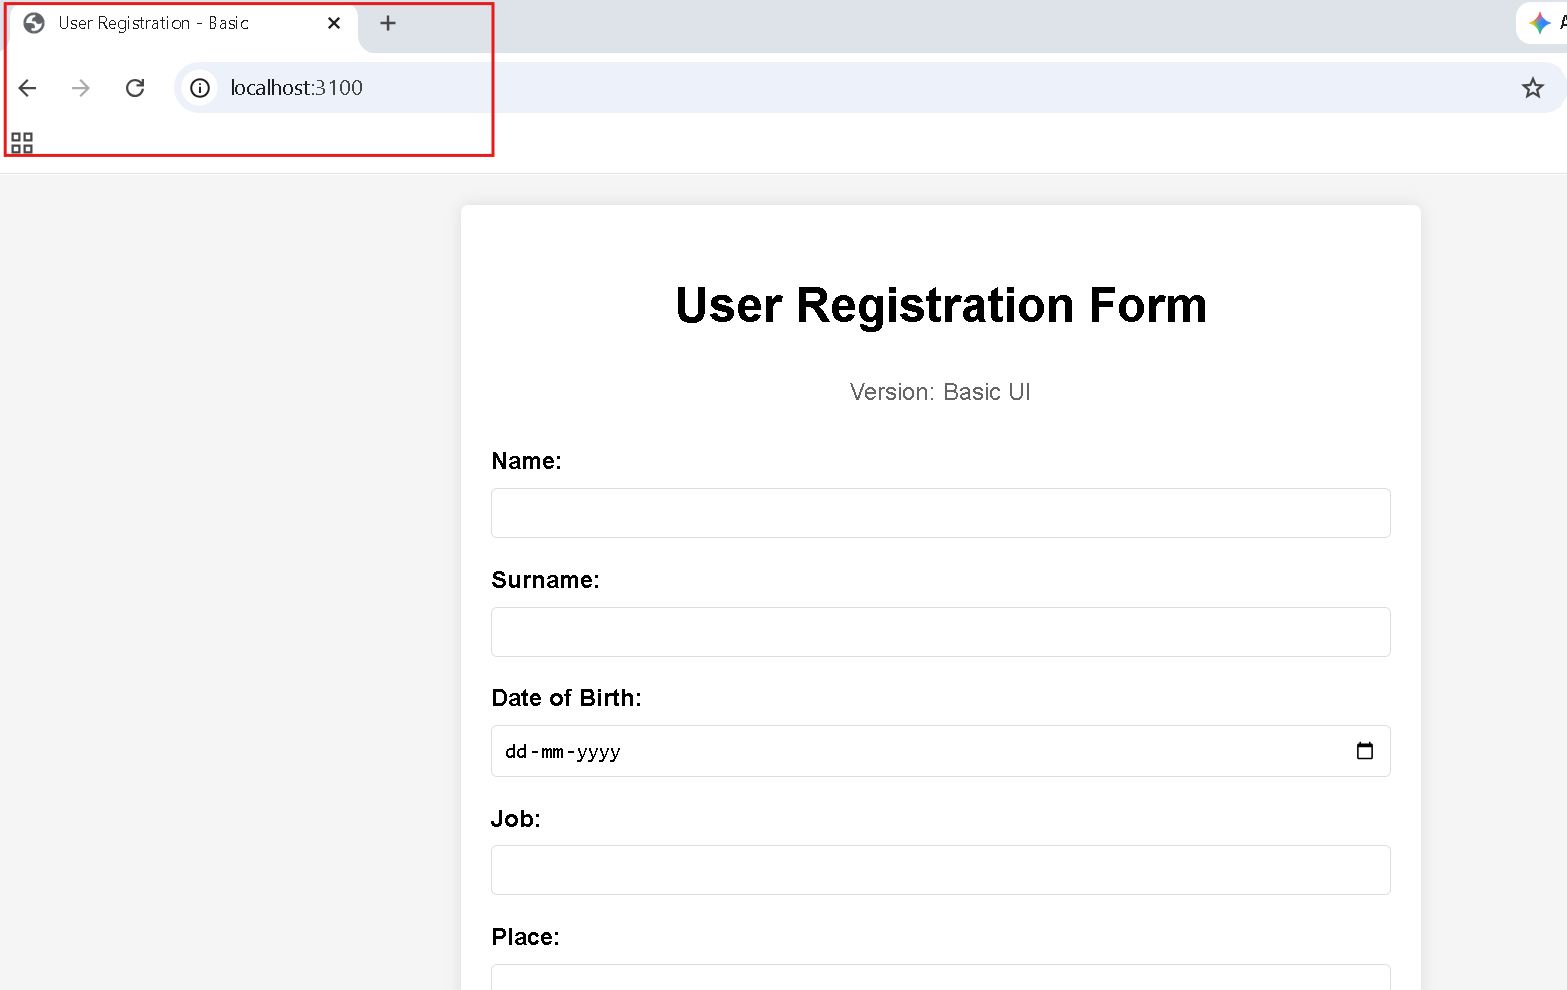 User Registration - Basic
localhost:3100
User Registration Form
Version: Basic UI
Name:
Surname:
Date of Birth:
dd-mm-yyyy
Job:
Place: